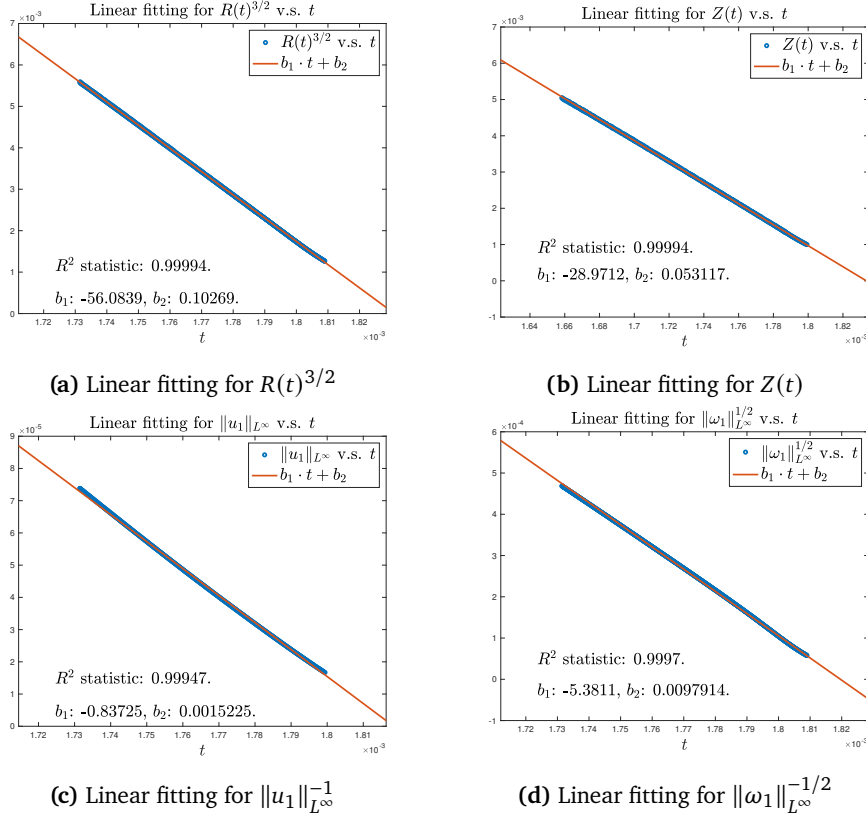 Linear fitting for R(t)^{3/2} v.s. t
×10^{-3}
R(t)^{3/2} v.s. t
b_1 · t + b_2
7
6
5
4
3
2
1
0
R^2 statistic: 0.99994.
b_1: -56.0839, b_2: 0.10269.
1.72 1.73 1.74 1.75 1.76 1.77 1.78 1.79 1.8 1.81 1.82
×10^{-3}
t
(a) Linear fitting for R(t)^{3/2}
Linear fitting for Z(t) v.s. t
×10^{-3}
Z(t) v.s. t
b_1 · t + b_2
7
6
5
4
3
2
1
0
-1
R^2 statistic: 0.99994.
b_1: -28.9712, b_2: 0.053117.
1.64 1.66 1.68 1.7 1.72 1.74 1.76 1.78 1.8 1.82
×10^{-3}
t
(b) Linear fitting for Z(t)
Linear fitting for ‖u_1‖_{L^∞} v.s. t
×10^{-5}
‖u_1‖_{L^∞} v.s. t
b_1 · t + b_2
9
8
7
6
5
4
3
2
1
0
R^2 statistic: 0.99947.
b_1: -0.83725, b_2: 0.0015225.
1.72 1.73 1.74 1.75 1.76 1.77 1.78 1.79 1.8 1.81
×10^{-3}
t
(c) Linear fitting for ‖u_1‖_{L^∞}^{-1}
Linear fitting for ‖ω_1‖_{L^∞}^{1/2} v.s. t
×10^{-4}
‖ω_1‖_{L^∞}^{1/2} v.s. t
b_1 · t + b_2
6
5
4
3
2
1
0
-1
R^2 statistic: 0.9997.
b_1: -5.3811, b_2: 0.0097914.
1.72 1.73 1.74 1.75 1.76 1.77 1.78 1.79 1.8 1.81 1.82
×10^{-3}
t
(d) Linear fitting for ‖ω_1‖_{L^∞}^{-1/2}